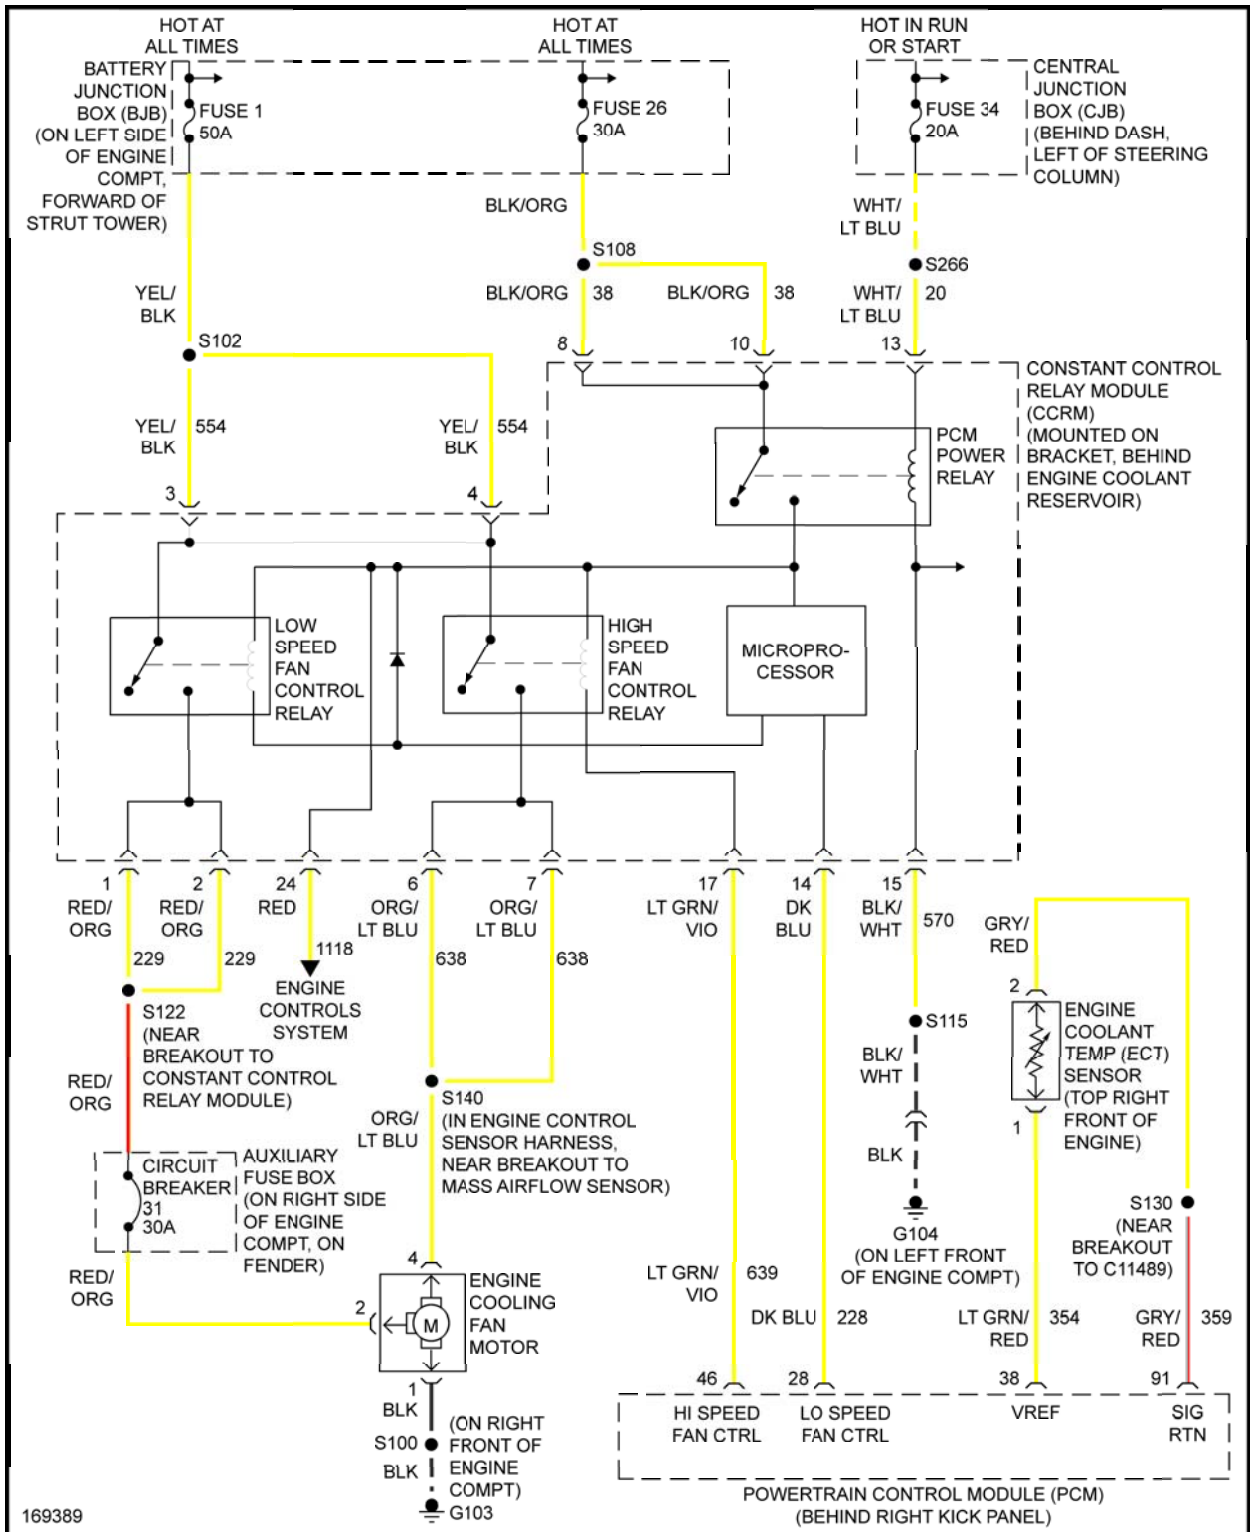 HOT AT
ALL TIMES
HOT AT
ALL TIMES
HOT IN RUN
OR START
BATTERY
JUNCTION
BOX (BJB)
(ON LEFT SIDE
OF ENGINE
COMPT,
FORWARD OF
STRUT TOWER)
FUSE 1
50A
FUSE 26
30A
FUSE 34
20A
CENTRAL
JUNCTION
BOX (CJB)
(BEHIND DASH,
LEFT OF STEERING
COLUMN)
BLK/ORG
WHT/
LT BLU
S108
S266
YEL/
BLK
BLK/ORG
38
BLK/ORG
38
WHT/
LT BLU
20
S102
8
10
13
CONSTANT CONTROL
RELAY MODULE
(CCRM)
(MOUNTED ON
BRACKET, BEHIND
ENGINE COOLANT
RESERVOIR)
YEL/
BLK
554
YEL/
BLK
554
PCM
POWER
RELAY
3
4
LOW
SPEED
FAN
CONTROL
RELAY
HIGH
SPEED
FAN
CONTROL
RELAY
MICROPRO-
CESSOR
1
2
24
6
7
17
14
15
RED/
ORG
RED/
ORG
RED
ORG/
LT BLU
ORG/
LT BLU
LT GRN/
VIO
DK
BLU
BLK/
WHT
570
GRY/
RED
229
229
1118
638
638
ENGINE
CONTROLS
SYSTEM
2
S122
(NEAR
BREAKOUT TO
CONSTANT CONTROL
RELAY MODULE)
S115
ENGINE
COOLANT
TEMP (ECT)
SENSOR
(TOP RIGHT
FRONT OF
ENGINE)
RED/
ORG
BLK/
WHT
S140
(IN ENGINE CONTROL
SENSOR HARNESS,
NEAR BREAKOUT TO
MASS AIRFLOW SENSOR)
ORG/
LT BLU
1
BLK
CIRCUIT
BREAKER
31
30A
AUXILIARY
FUSE BOX
(ON RIGHT SIDE
OF ENGINE
COMPT, ON
FENDER)
S130
(NEAR
BREAKOUT
TO C11489)
G104
(ON LEFT FRONT
OF ENGINE COMPT)
RED/
ORG
4
2
M
ENGINE
COOLING
FAN
MOTOR
LT GRN/
VIO
639
DK BLU
228
LT GRN/
RED
354
GRY/
RED
359
1
BLK
46
28
38
91
S100
BLK
(ON RIGHT
FRONT OF
ENGINE
COMPT)
G103
HI SPEED
FAN CTRL
LO SPEED
FAN CTRL
VREF
SIG
RTN
POWERTRAIN CONTROL MODULE (PCM)
(BEHIND RIGHT KICK PANEL)
169389